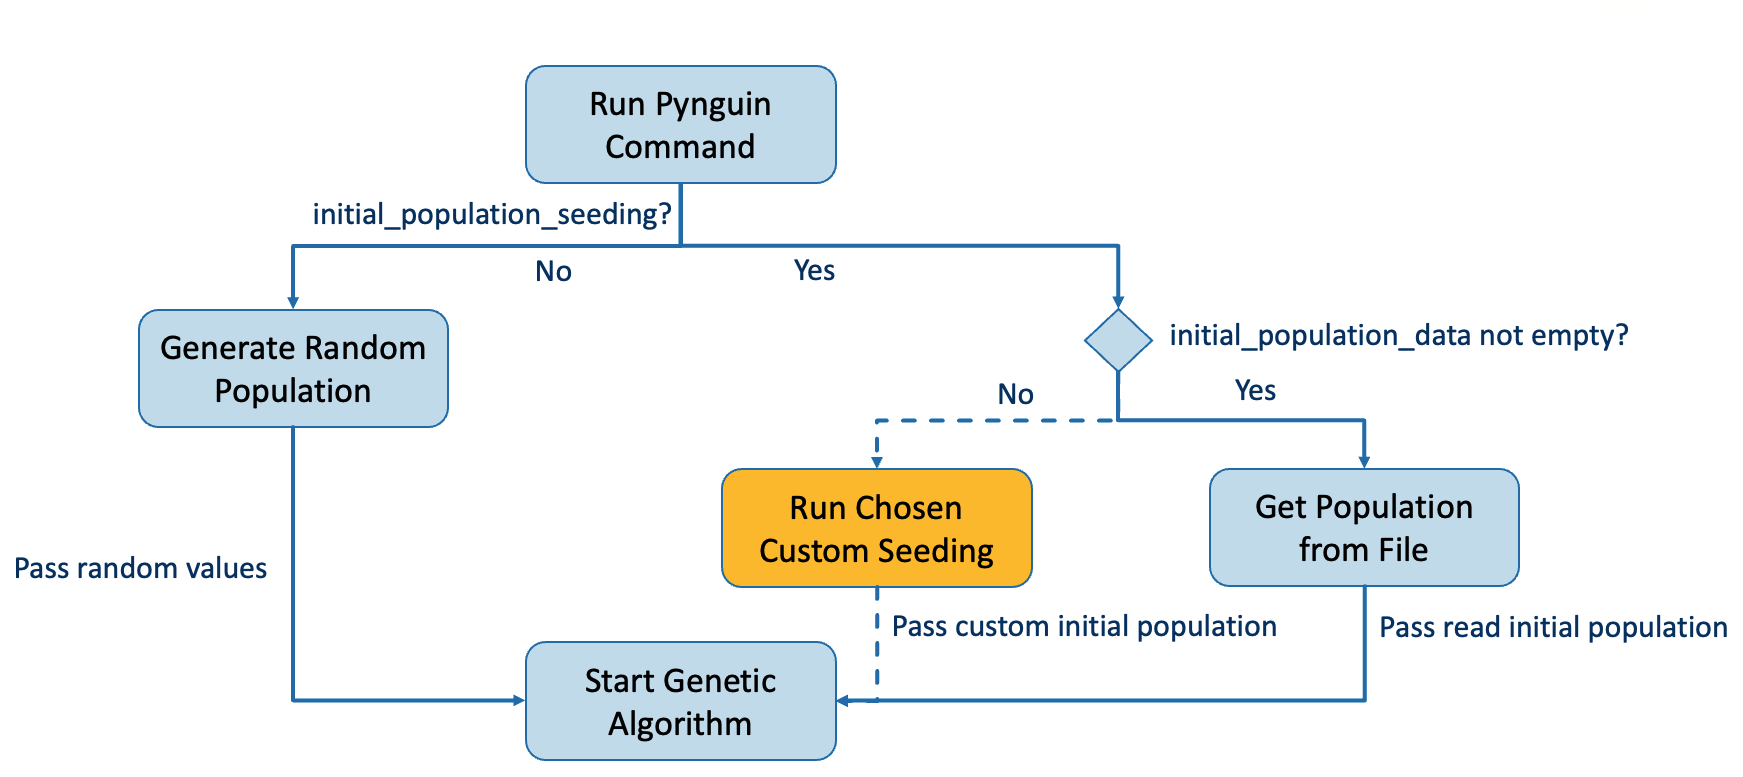 Run Pynguin
Command
initial_population_seeding?
No
Yes
Generate Random
Population
initial_population_data not empty?
No
Yes
Run Chosen
Custom Seeding
Get Population
from File
Pass random values
Pass custom initial population
Pass read initial population
Start Genetic
Algorithm